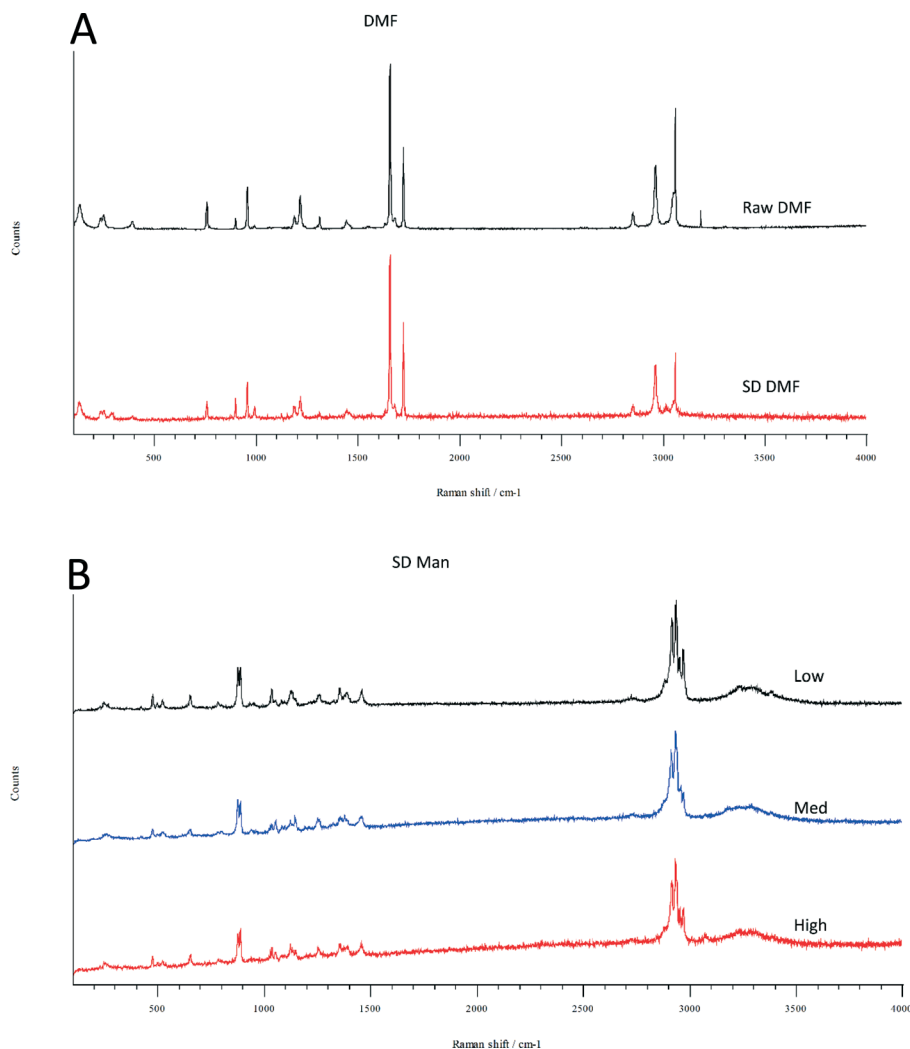 A
DMF
Counts
Raw DMF
SD DMF
500 1000 1500 2000 2500 3000 3500 4000
Raman shift / cm-1
B
SD Man
Counts
Low
Med
High
500 1000 1500 2000 2500 3000 3500 4000
Raman shift / cm-1